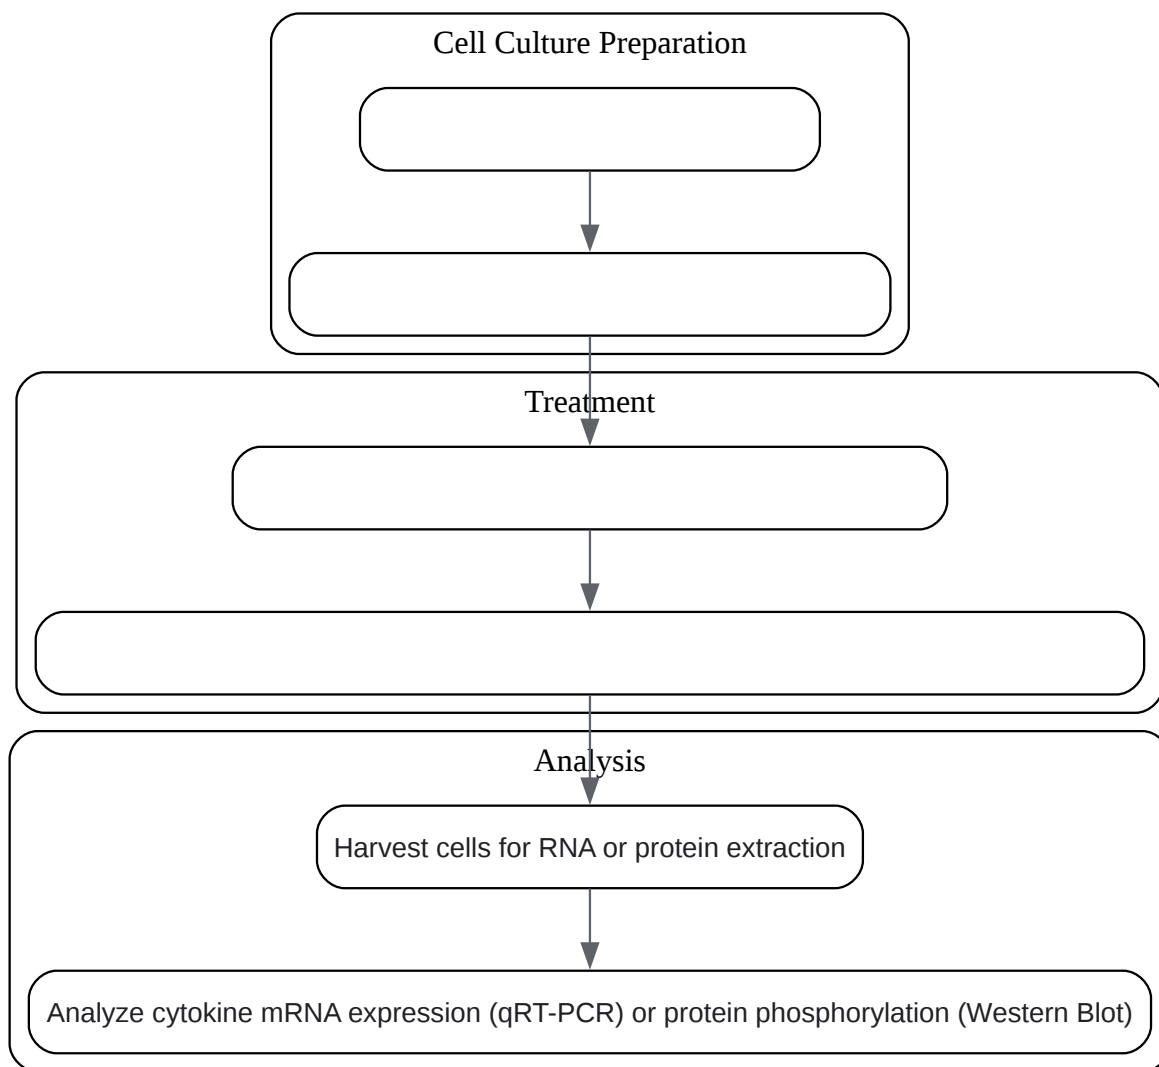 Cell Culture Preparation
Treatment
Analysis
Harvest cells for RNA or protein extraction
Analyze cytokine mRNA expression (qRT-PCR) or protein phosphorylation (Western Blot)